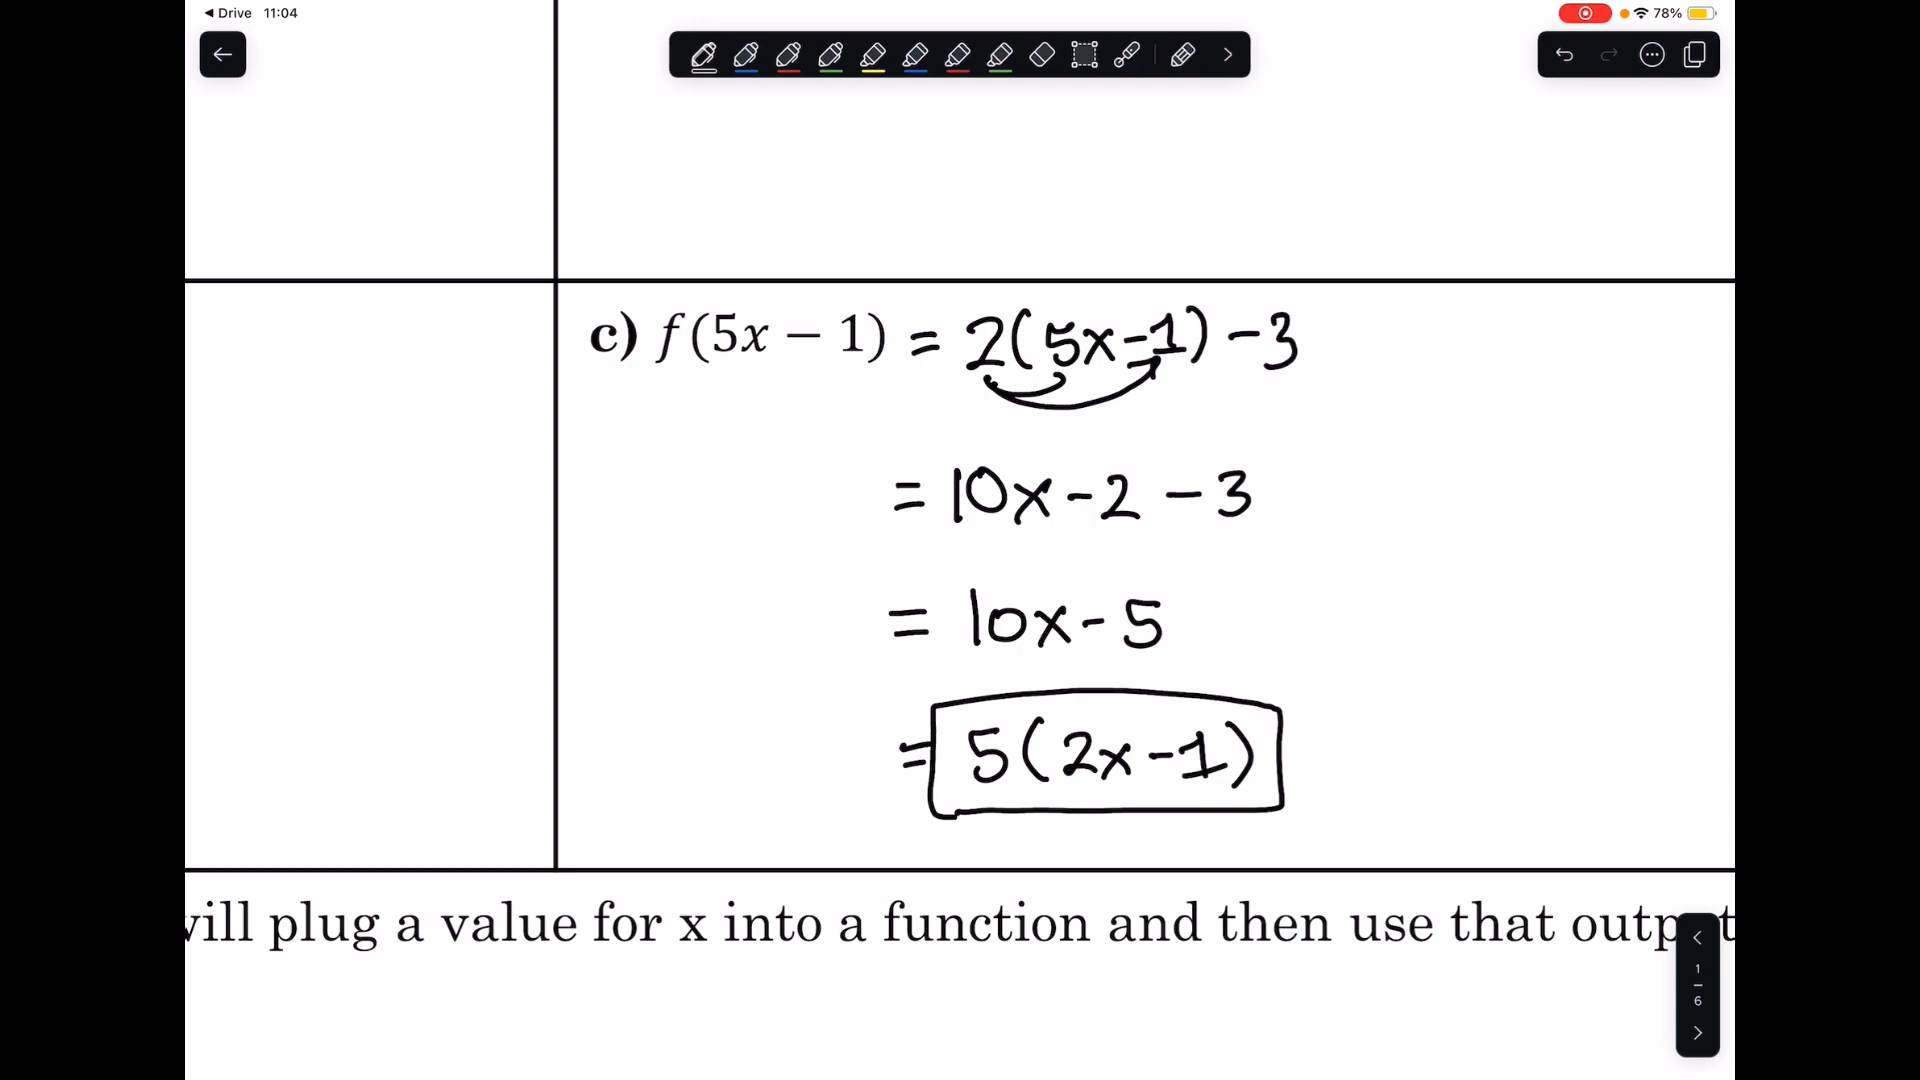 ◄ Drive 11:04
78%
c) f(5x − 1) = 2(5x-1) - 3
= 10x - 2 - 3
= 10x - 5
= 5(2x - 1)
will plug a value for x into a function and then use that outp t
1
6